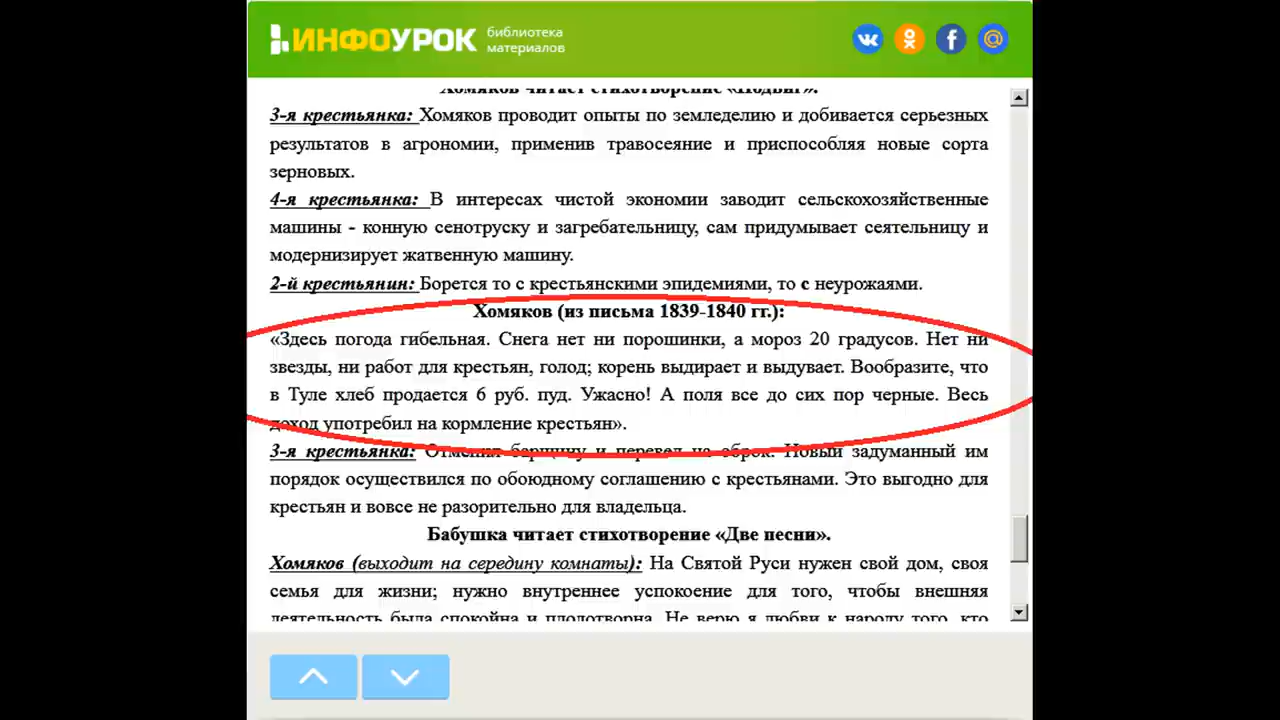 ИНФОУРОК библиотека
материалов
Хомяков читает стихотворение «Подвиг».
3-я крестьянка: Хомяков проводит опыты по земледелию и добивается серьезных
результатов в агрономии, применив травосеяние и приспособляя новые сорта
зерновых.
4-я крестьянка: В интересах чистой экономии заводит сельскохозяйственные
машины - конную сенотруску и загребательницу, сам придумывает сеятельницу и
модернизирует жатвенную машину.
2-й крестьянин: Борется то с крестьянскими эпидемиями, то с неурожаями.
Хомяков (из письма 1839-1840 гг.):
«Здесь погода гибельная. Снега нет ни порошинки, а мороз 20 градусов. Нет ни
звезды, ни работ для крестьян, голод; корень выдирает и выдувает. Вообразите, что
в Туле хлеб продается 6 руб. пуд. Ужасно! А поля все до сих пор черные. Весь
доход употребил на кормление крестьян».
3-я крестьянка: Отменил барщину и перевел на оброк. Новый задуманный им
порядок осуществился по обоюдному соглашению с крестьянами. Это выгодно для
крестьян и вовсе не разорительно для владельца.
Бабушка читает стихотворение «Две песни».
Хомяков (выходит на середину комнаты): На Святой Руси нужен свой дом, своя
семья для жизни; нужно внутреннее успокоение для того, чтобы внешняя
деятельность была спокойна и плодотворна. Не верю я любви к народу того, кто